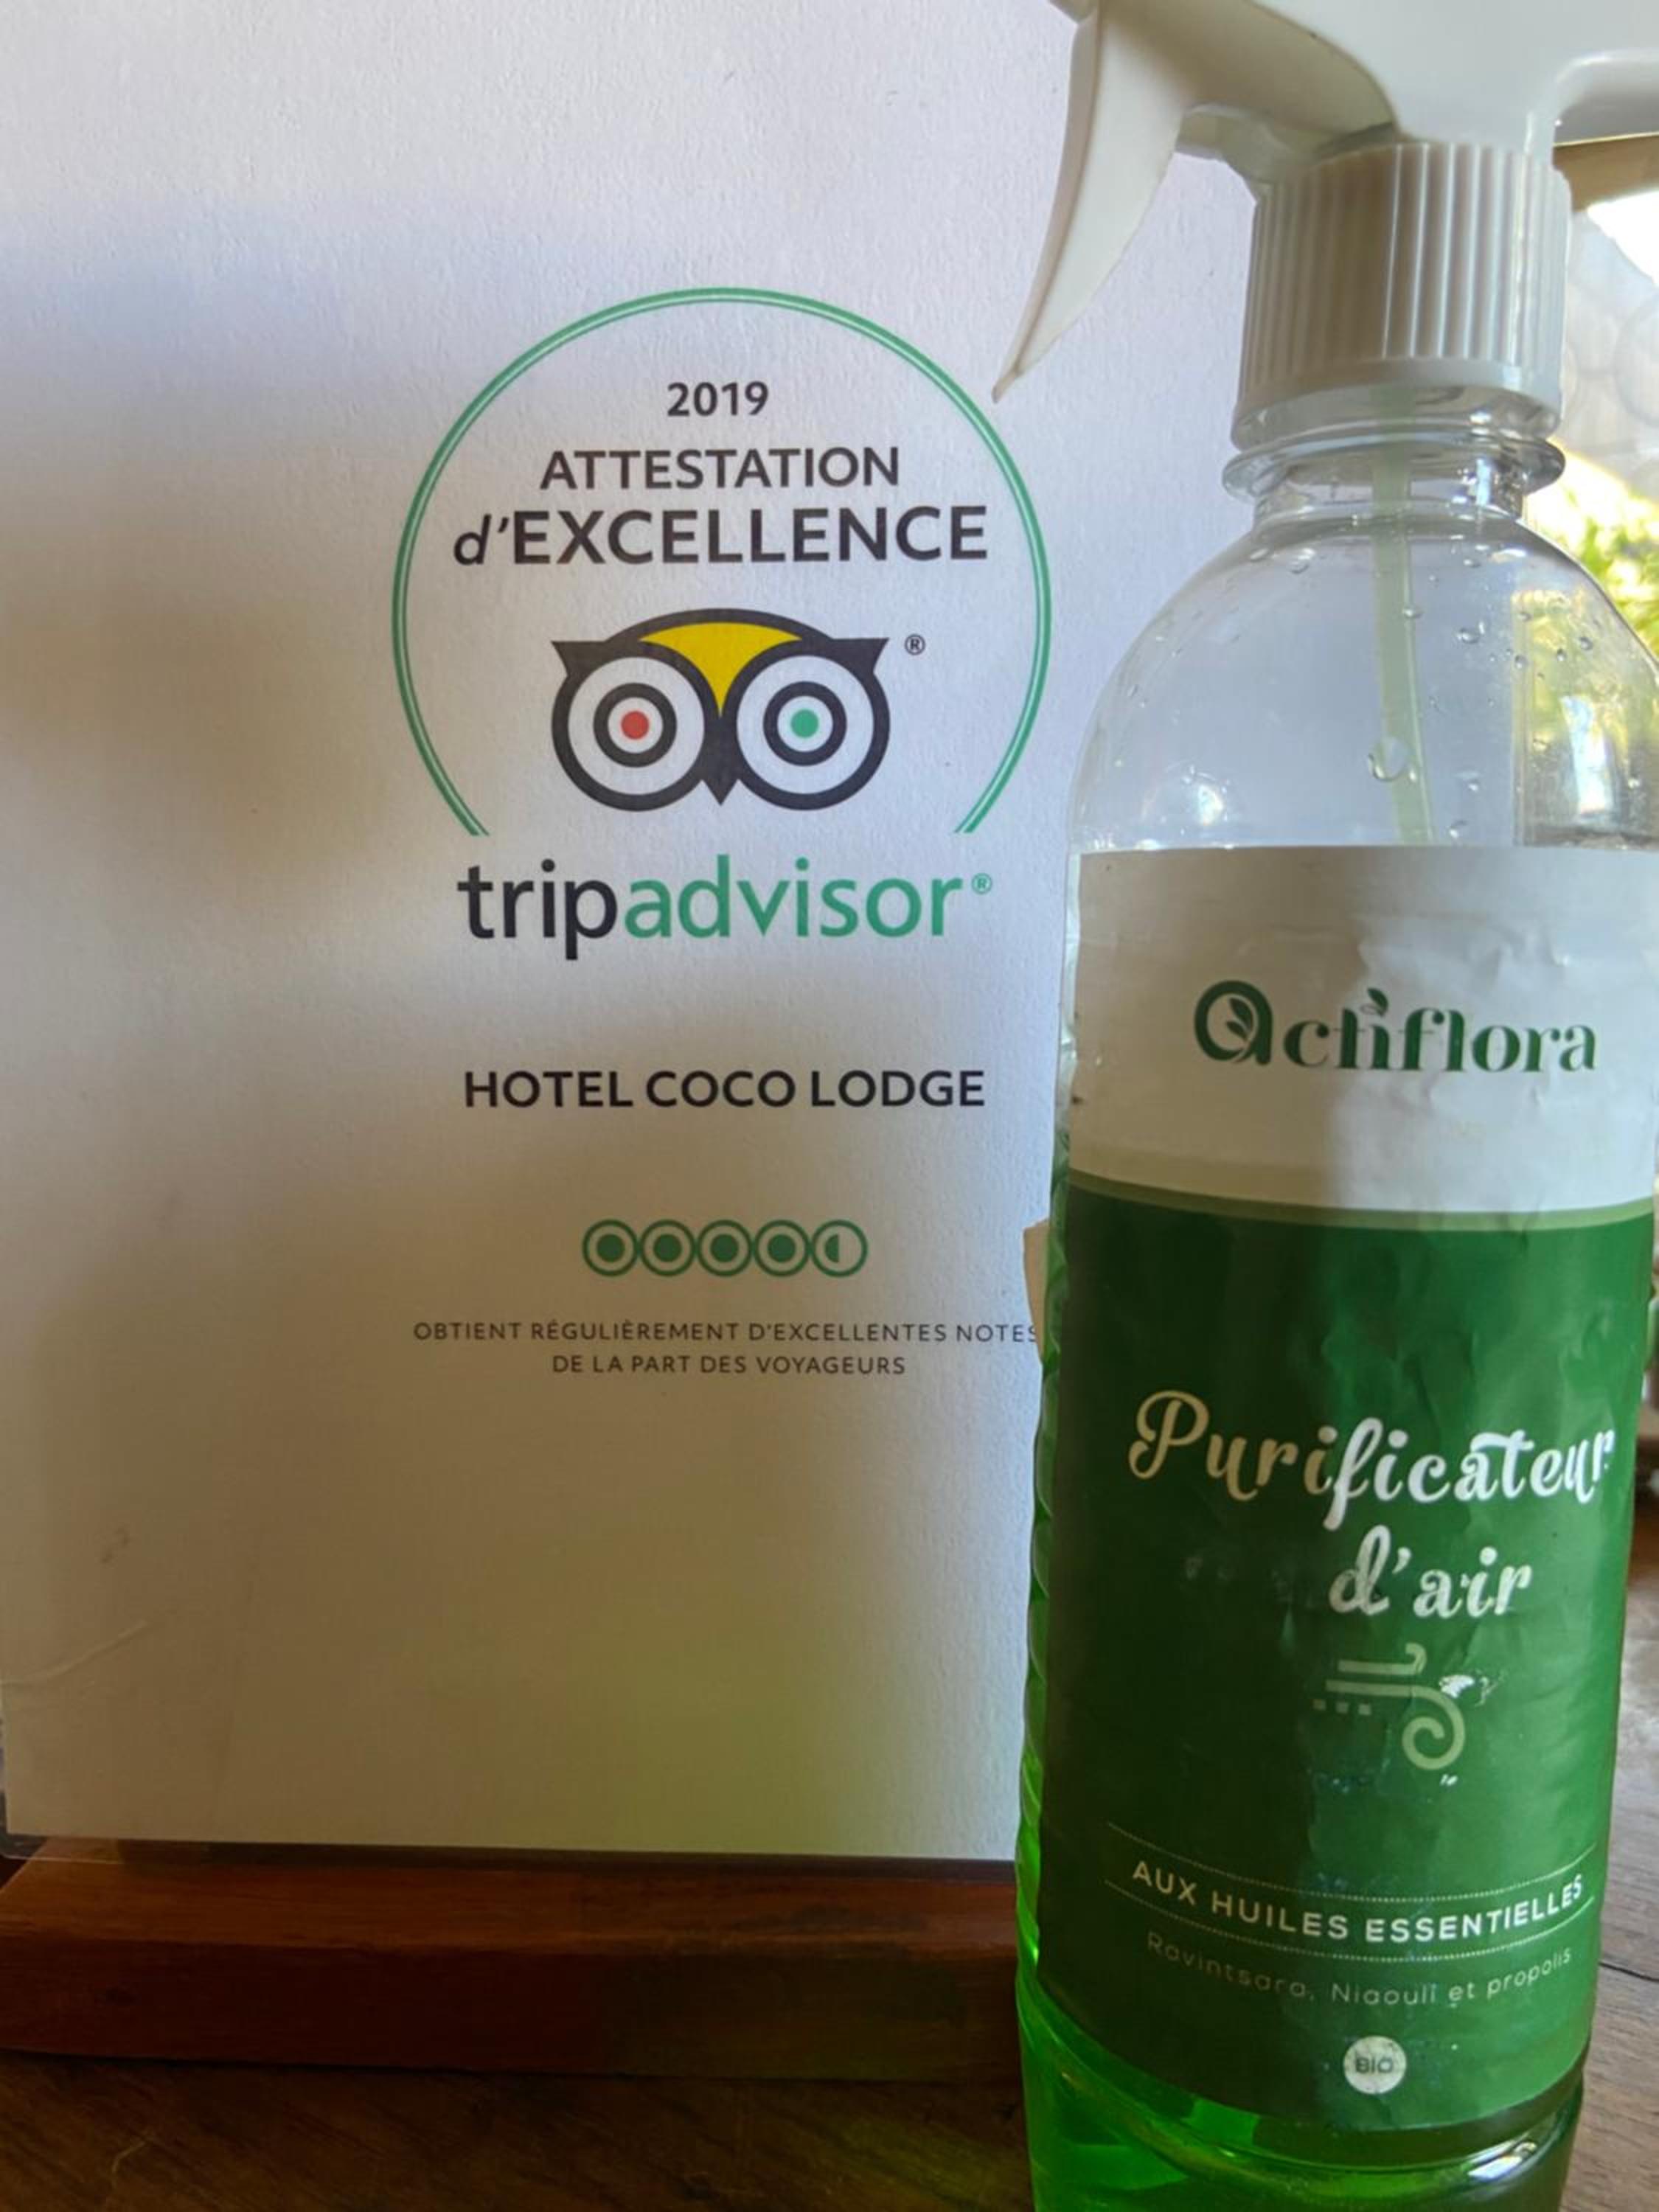 2019
ATTESTATION
d'EXCELLENCE
®
tripadvisor®
HOTEL COCO LODGE
OBTIENT RÉGULIÈREMENT D'EXCELLENTES NOTES
DE LA PART DES VOYAGEURS
actiflora
Purificateur
d'air
AUX HUILES ESSENTIELLES
Ravintsara, Niaouli et propolis
BIO